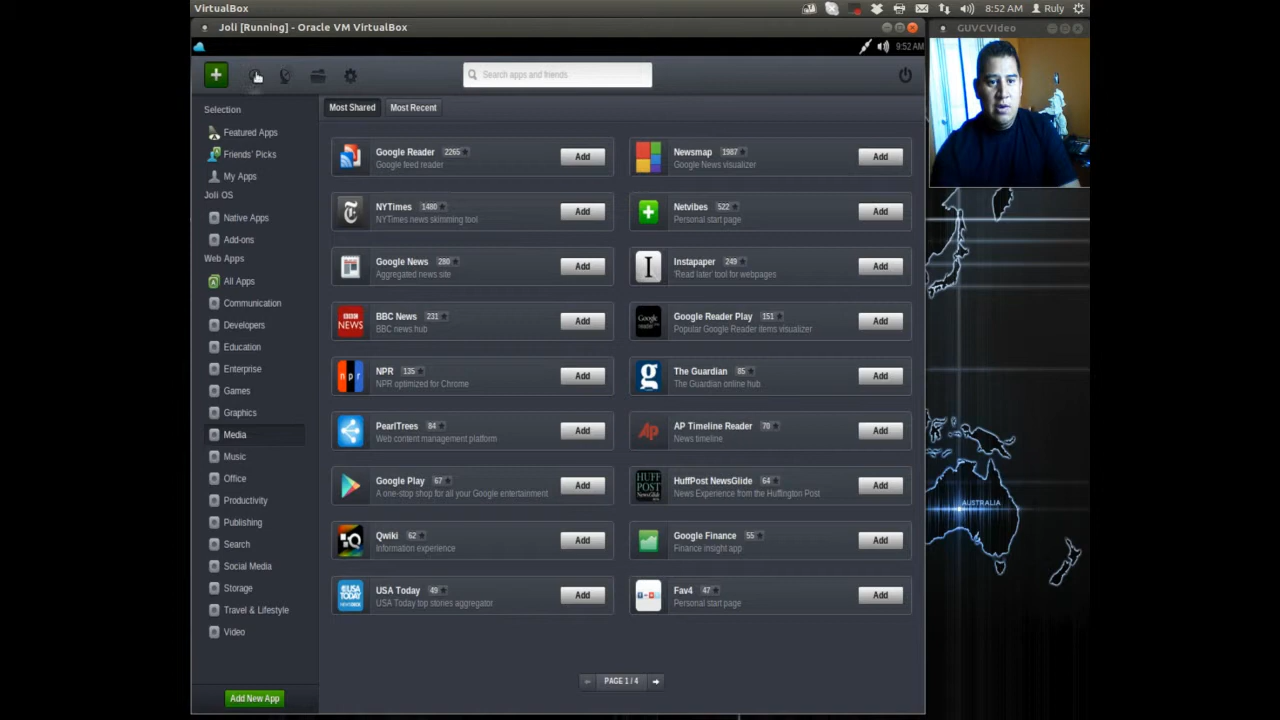 VirtualBox
8:52 AM
Ruly
Joli [Running] - Oracle VM VirtualBox
GUVCVideo
9:52 AM
Search apps and friends
Selection
Featured Apps
Friends' Picks
My Apps
Joli OS
Native Apps
Add-ons
Web Apps
All Apps
Communication
Developers
Education
Enterprise
Games
Graphics
Media
Music
Office
Productivity
Publishing
Search
Social Media
Storage
Travel & Lifestyle
Video
Add New App
Most Shared
Most Recent
Google Reader 2265
Google feed reader
Add
Newsmap 1987
Google News visualizer
Add
NYTimes 1480
NYTimes news skimming tool
Add
Netvibes 522
Personal start page
Add
Google News 280
Aggregated news site
Add
I
Instapaper 249
'Read later' tool for webpages
Add
BBC
NEWS
BBC News 231
BBC news hub
Add
Google Reader Play 151
Popular Google Reader items visualizer
Add
npr
NPR 135
NPR optimized for Chrome
Add
g
The Guardian 85
The Guardian online hub
Add
PearlTrees 84
Web content management platform
Add
AP
AP Timeline Reader 70
News timeline
Add
Google Play 67
A one-stop shop for all your Google entertainment
Add
HUFF
POST
HuffPost NewsGlide 64
News Experience from the Huffington Post
Add
Qwiki 62
Information experience
Add
Google Finance 55
Finance insight app
Add
USA
TODAY
USA Today 49
USA Today top stories aggregator
Add
Fav4 47
Personal start page
Add
PAGE 1 / 4
AUSTRALIA